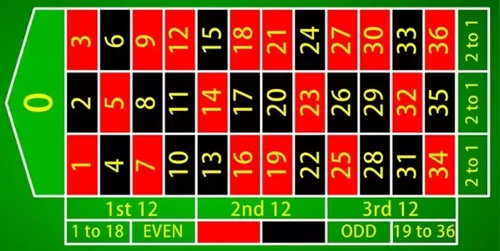 3 6 9 12 15 18 21 24 27 30 33 36 2 to 1
0
2 5 8 11 14 17 20 23 26 29 32 35 2 to 1
1 4 7 10 13 16 19 22 25 28 31 34 2 to 1
1st 12 2nd 12 3rd 12
1 to 18 EVEN ODD 19 to 36